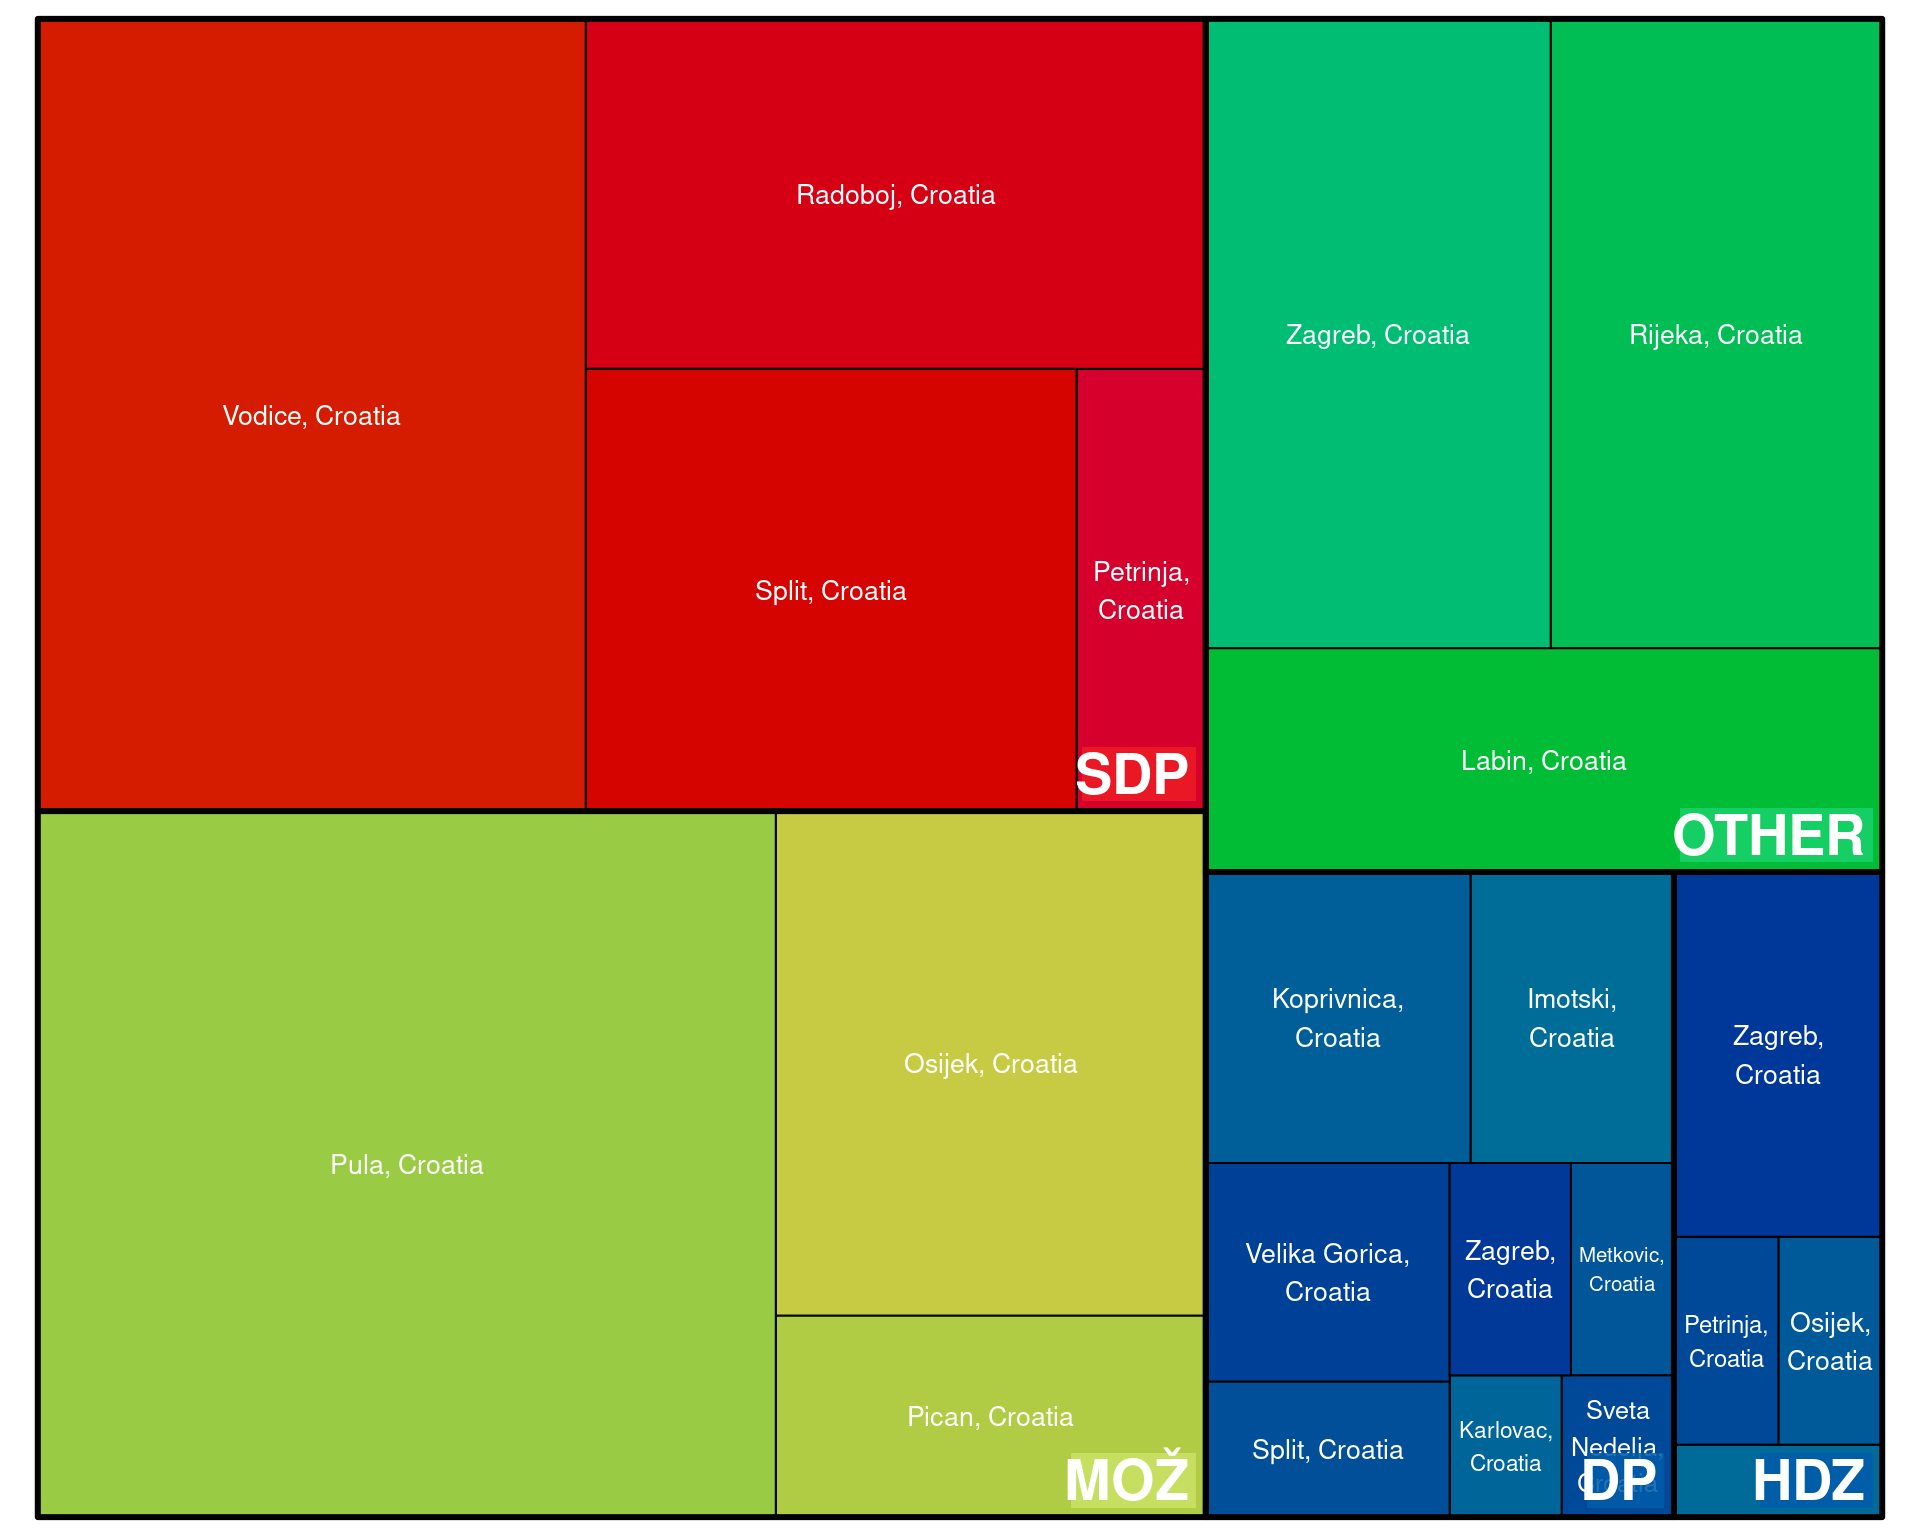 Vodice, Croatia
Radoboj, Croatia
Split, Croatia
Petrinja,
Croatia
SDP
Zagreb, Croatia
Rijeka, Croatia
Labin, Croatia
OTHER
Pula, Croatia
Osijek, Croatia
Pican, Croatia
MOŽ
Koprivnica,
Croatia
Imotski,
Croatia
Velika Gorica,
Croatia
Zagreb,
Croatia
Metkovic,
Croatia
Split, Croatia
Karlovac,
Croatia
Sveta
Nedelja,
Croatia
DP
Zagreb,
Croatia
Petrinja,
Croatia
Osijek,
Croatia
HDZ